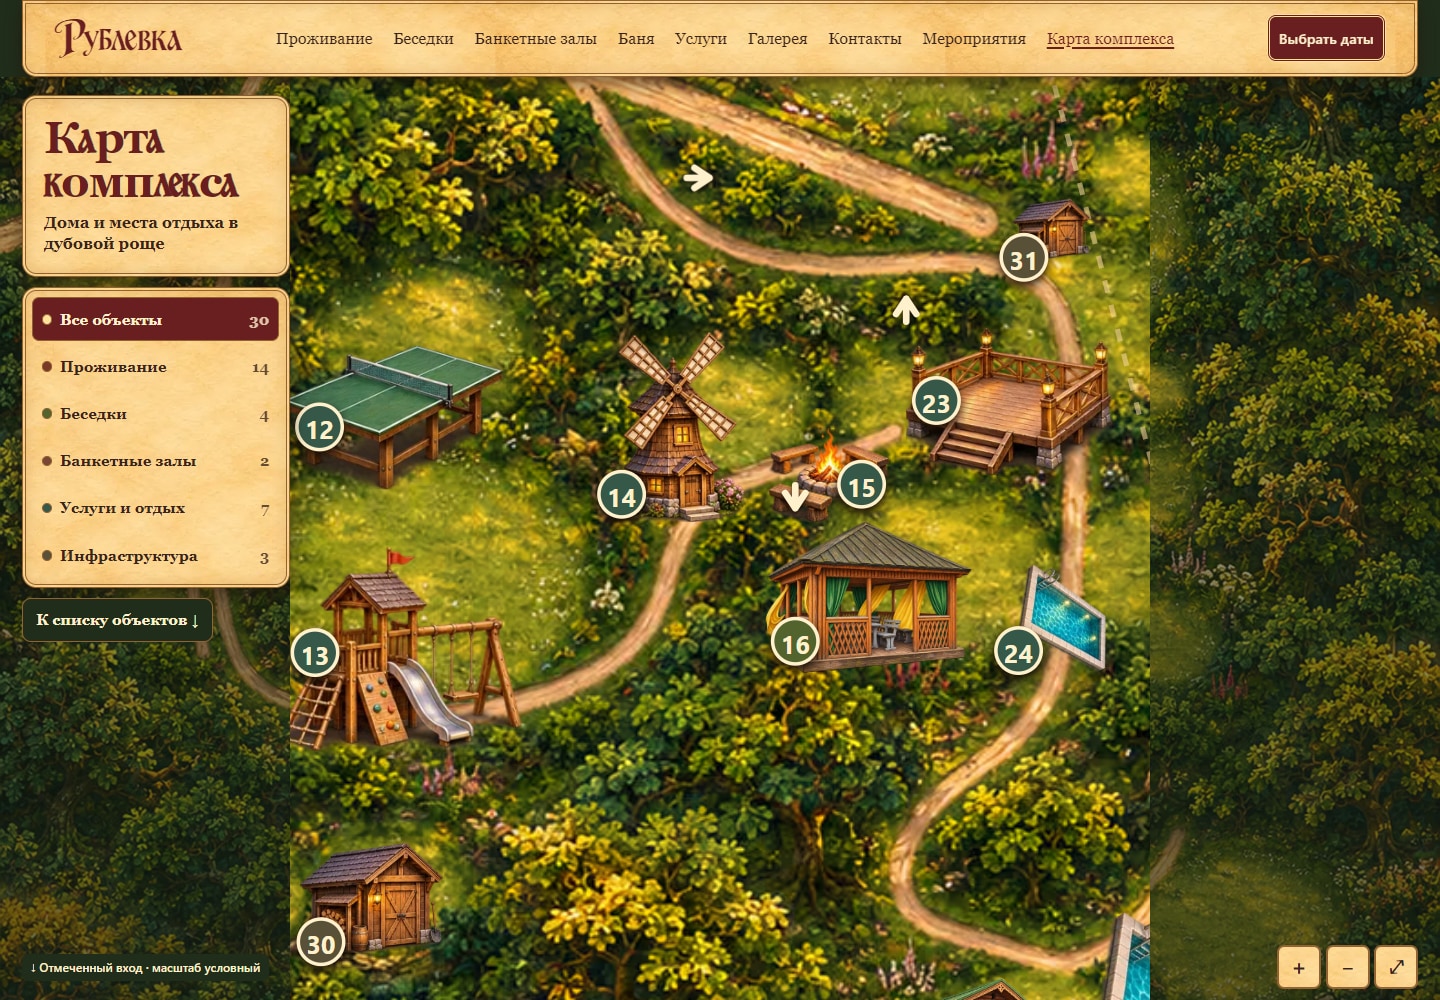 Рублевка
Проживание Беседки Банкетные залы Баня Услуги Галерея Контакты Мероприятия Карта комплекса
Выбрать даты
Карта
комплекса
Дома и места отдыха в
дубовой роще
Все объекты 30
Проживание 14
Беседки 4
Банкетные залы 2
Услуги и отдых 7
Инфраструктура 3
К списку объектов ↓
31
23
12
14
15
16
13
24
30
↓ Отмеченный вход · масштаб условный
+ −